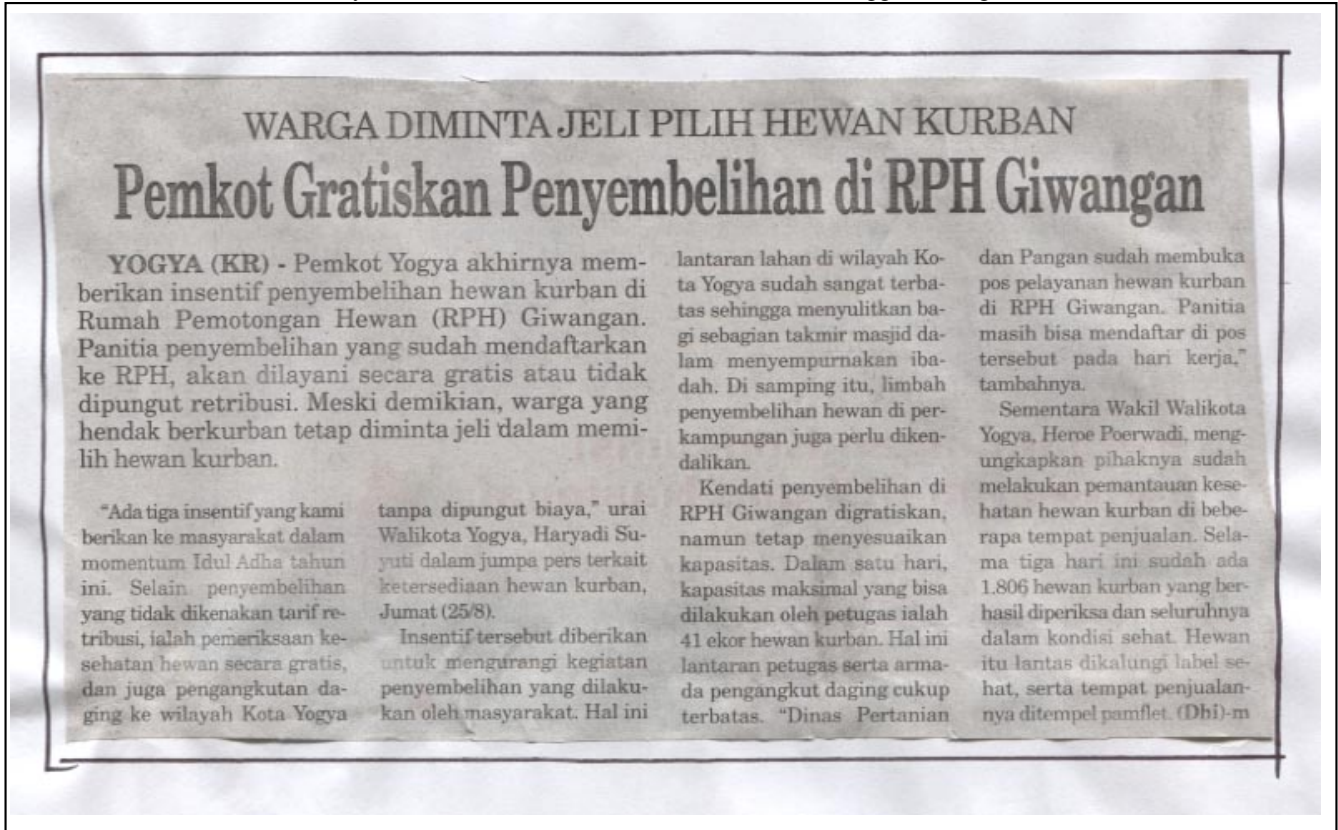 WARGA DIMINTA JELI PILIH HEWAN KURBAN
Pemkot Gratiskan Penyembelihan di RPH Giwangan
YOGYA (KR) - Pemkot Yogya akhirnya mem-
berikan insentif penyembelihan hewan kurban di
Rumah Pemotongan Hewan (RPH) Giwangan.
Panitia penyembelihan yang sudah mendaftarkan
ke RPH, akan dilayani secara gratis atau tidak
dipungut retribusi. Meski demikian, warga yang
hendak berkurban tetap diminta jeli dalam memi-
lih hewan kurban.
"Ada tiga insentif yang kami
berikan ke masyarakat dalam
momentum Idul Adha tahun
ini. Selain penyembelihan
yang tidak dikenakan tarif re-
tribusi, ialah pemeriksaan ke-
sehatan hewan secara gratis,
dan juga pengangkutan da-
ging ke wilayah Kota Yogya
tanpa dipungut biaya," urai
Walikota Yogya, Haryadi Su-
yuti dalam jumpa pers terkait
ketersediaan hewan kurban,
Jumat (25/8).
Insentif tersebut diberikan
untuk mengurangi kegiatan
penyembelihan yang dilaku-
kan oleh masyarakat. Hal ini
lantaran lahan di wilayah Ko-
ta Yogya sudah sangat terba-
tas sehingga menyulitkan ba-
gi sebagian takmir masjid da-
lam menyempurnakan iba-
dah. Di samping itu, limbah
penyembelihan hewan di per-
kampungan juga perlu diken-
dalikan.
Kendati penyembelihan di
RPH Giwangan digratiskan,
namun tetap menyesuaikan
kapasitas. Dalam satu hari,
kapasitas maksimal yang bisa
dilakukan oleh petugas ialah
41 ekor hewan kurban. Hal ini
lantaran petugas serta arma-
da pengangkut daging cukup
terbatas. "Dinas Pertanian
dan Pangan sudah membuka
pos pelayanan hewan kurban
di RPH Giwangan. Panitia
masih bisa mendaftar di pos
tersebut pada hari kerja,"
tambahnya.
Sementara Wakil Walikota
Yogya, Heroe Poerwadi, meng-
ungkapkan pihaknya sudah
melakukan pemantauan kese-
hatan hewan kurban di bebe-
rapa tempat penjualan. Sela-
ma tiga hari ini sudah ada
1.806 hewan kurban yang ber-
hasil diperiksa dan seluruhnya
dalam kondisi sehat. Hewan
itu lantas dikalungi label se-
hat, serta tempat penjualan-
nya ditempel pamflet. (Dhi)-m